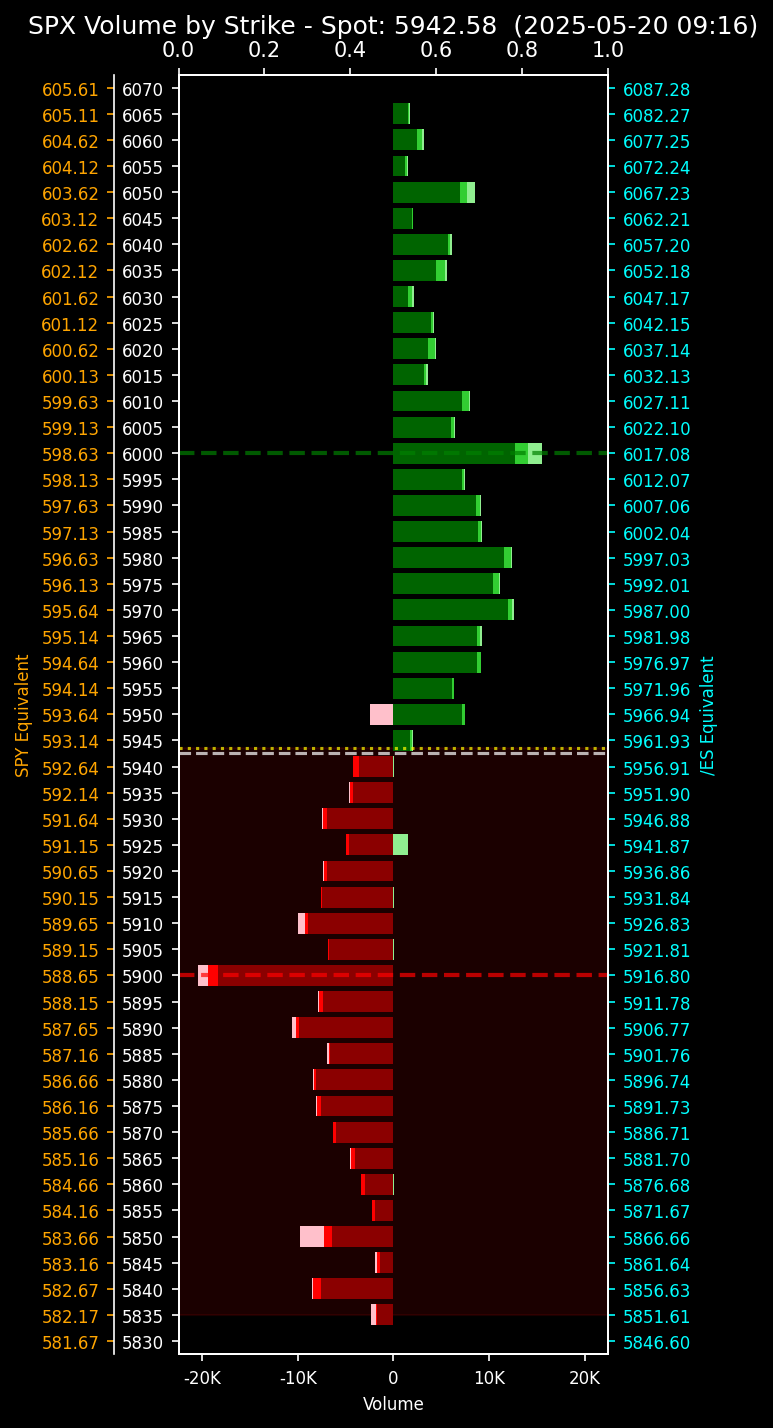 SPX Volume by Strike - Spot: 5942.58 (2025-05-20 09:16)
0.0 0.2 0.4 0.6 0.8 1.0
605.61 6070 6087.28
605.11 6065 6082.27
604.62 6060 6077.25
604.12 6055 6072.24
603.62 6050 6067.23
603.12 6045 6062.21
602.62 6040 6057.20
602.12 6035 6052.18
601.62 6030 6047.17
601.12 6025 6042.15
600.62 6020 6037.14
600.13 6015 6032.13
599.63 6010 6027.11
599.13 6005 6022.10
598.63 6000 6017.08
598.13 5995 6012.07
597.63 5990 6007.06
597.13 5985 6002.04
596.63 5980 5997.03
596.13 5975 5992.01
595.64 5970 5987.00
595.14 5965 5981.98
594.64 5960 5976.97
594.14 5955 5971.96
593.64 5950 5966.94
593.14 5945 5961.93
592.64 5940 5956.91
592.14 5935 5951.90
591.64 5930 5946.88
591.15 5925 5941.87
590.65 5920 5936.86
590.15 5915 5931.84
589.65 5910 5926.83
589.15 5905 5921.81
588.65 5900 5916.80
588.15 5895 5911.78
587.65 5890 5906.77
587.16 5885 5901.76
586.66 5880 5896.74
586.16 5875 5891.73
585.66 5870 5886.71
585.16 5865 5881.70
584.66 5860 5876.68
584.16 5855 5871.67
583.66 5850 5866.66
583.16 5845 5861.64
582.67 5840 5856.63
582.17 5835 5851.61
581.67 5830 5846.60
SPY Equivalent
/ES Equivalent
-20K -10K 0 10K 20K
Volume